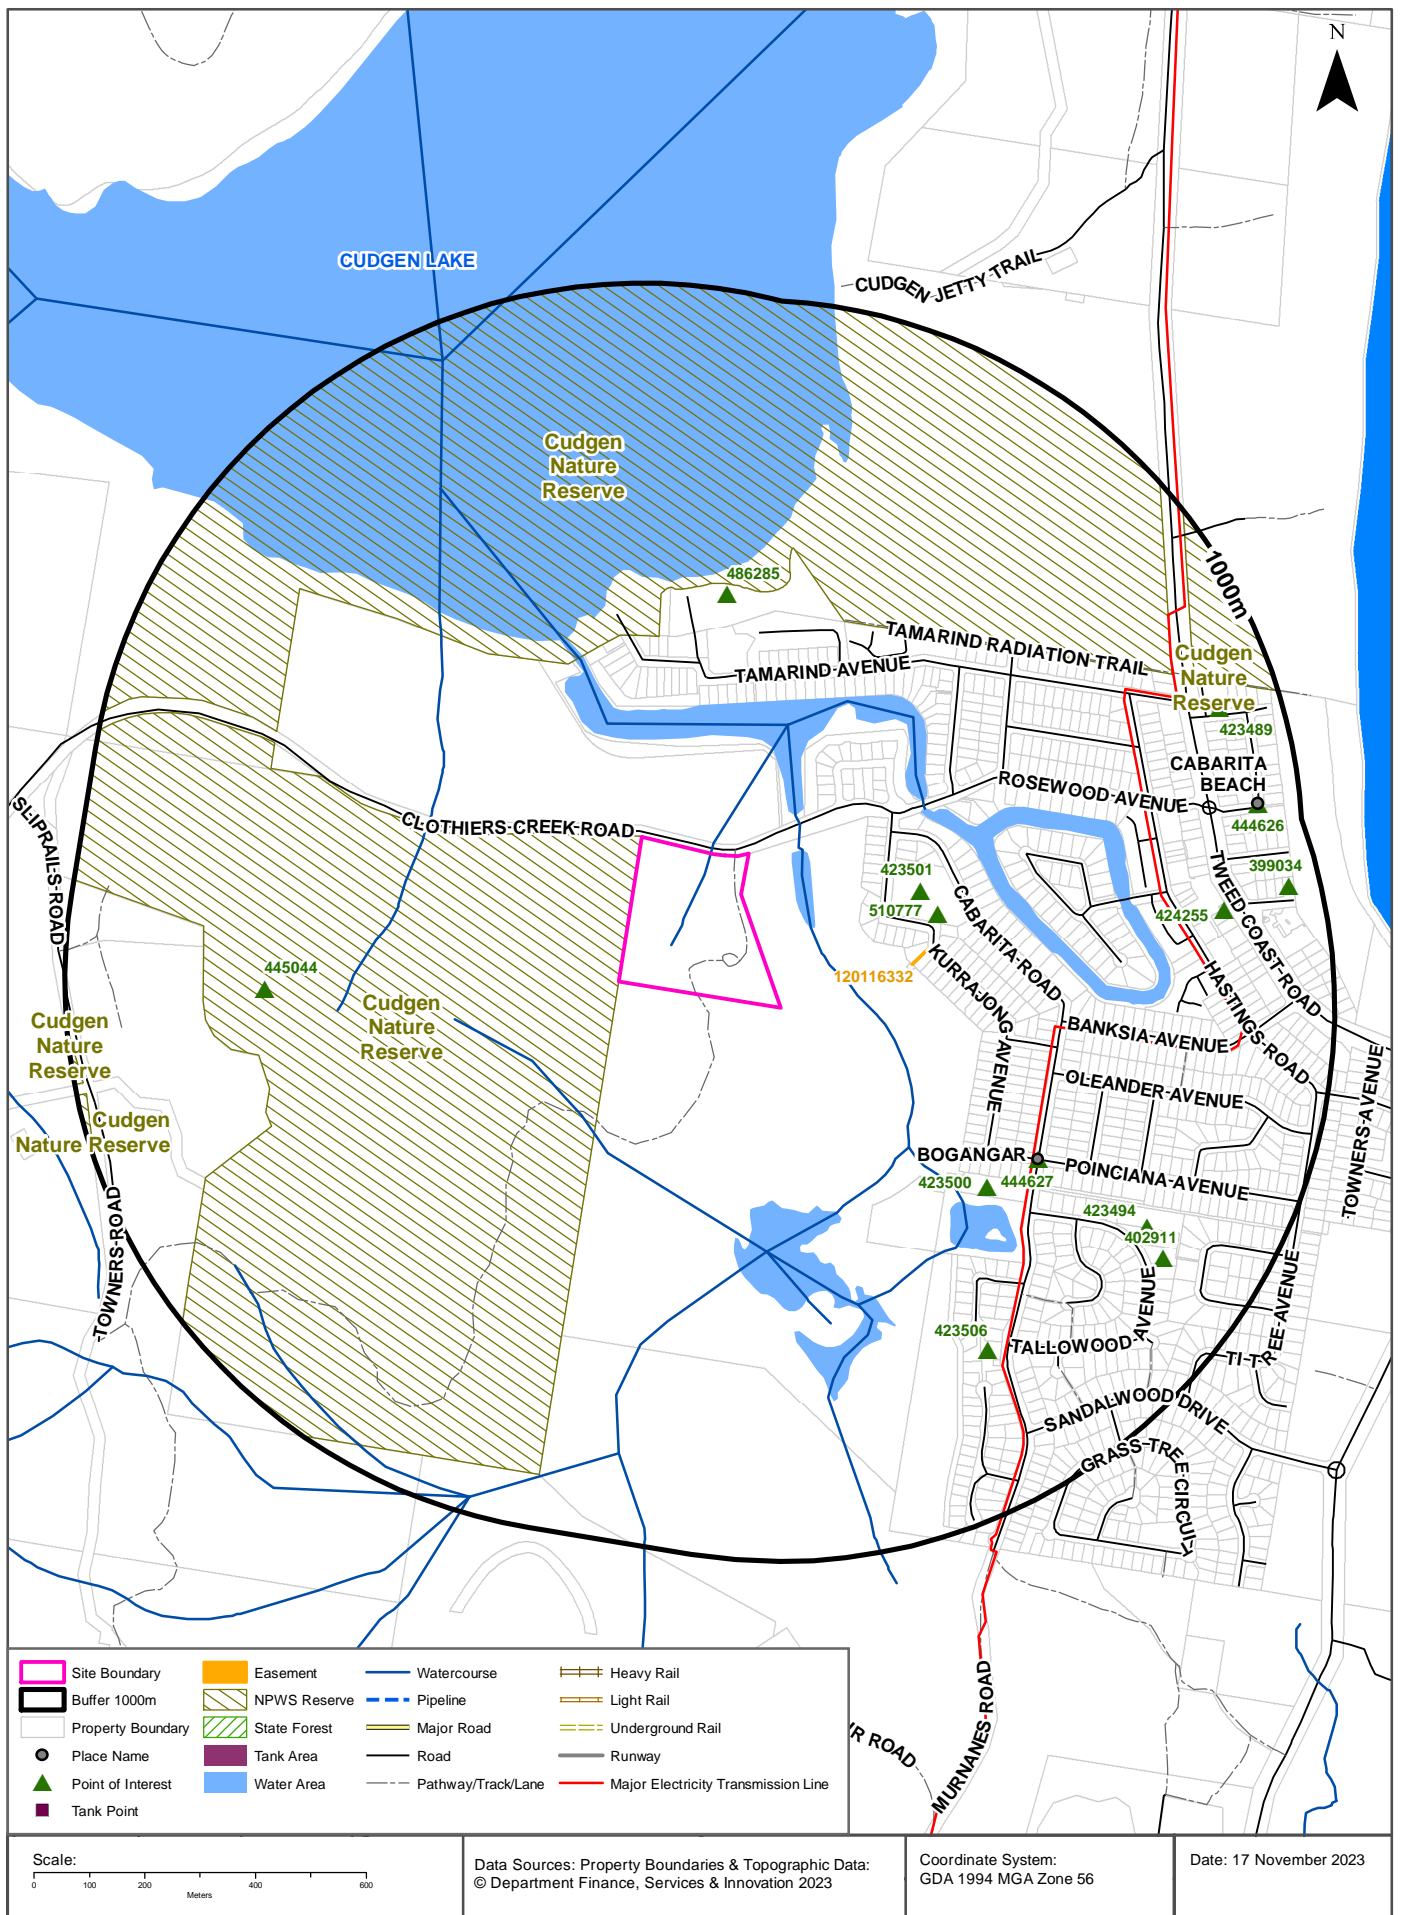 N
CUDGEN LAKE
CUDGEN JETTY TRAIL
Cudgen
Nature
Reserve
1000m
486285
TAMARIND RADIATION TRAIL
TAMARIND AVENUE
Cudgen
Nature
Reserve
423489
CABARITA
BEACH
ROSEWOOD AVENUE
444626
SLIPRAILS ROAD
CLOTHIERS CREEK ROAD
423501
510777
399034
424255
TWEED COAST ROAD
CABARITA ROAD
KURRAJONG AVENUE
120116332
HASTINGS ROAD
445044
Cudgen
Nature
Reserve
Cudgen
Nature
Reserve
BANKSIA AVENUE
OLEANDER AVENUE
TOWNERS AVENUE
Cudgen
Nature Reserve
BOGANGAR
POINCIANA AVENUE
423500
444627
423494
402911
TOWNERS ROAD
423506
TALLOWOOD AVENUE
TI-TREE AVENUE
SANDALWOOD DRIVE
GRASS TREE CIRCUIT
MURNANES ROAD
IR ROAD
Site Boundary
Buffer 1000m
Property Boundary
Place Name
Point of Interest
Tank Point
Easement
NPWS Reserve
State Forest
Tank Area
Water Area
Watercourse
Pipeline
Major Road
Road
Pathway/Track/Lane
Heavy Rail
Light Rail
Underground Rail
Runway
Major Electricity Transmission Line
Scale:
0 100 200 400 600
Meters
Data Sources: Property Boundaries & Topographic Data:
© Department Finance, Services & Innovation 2023
Coordinate System:
GDA 1994 MGA Zone 56
Date: 17 November 2023